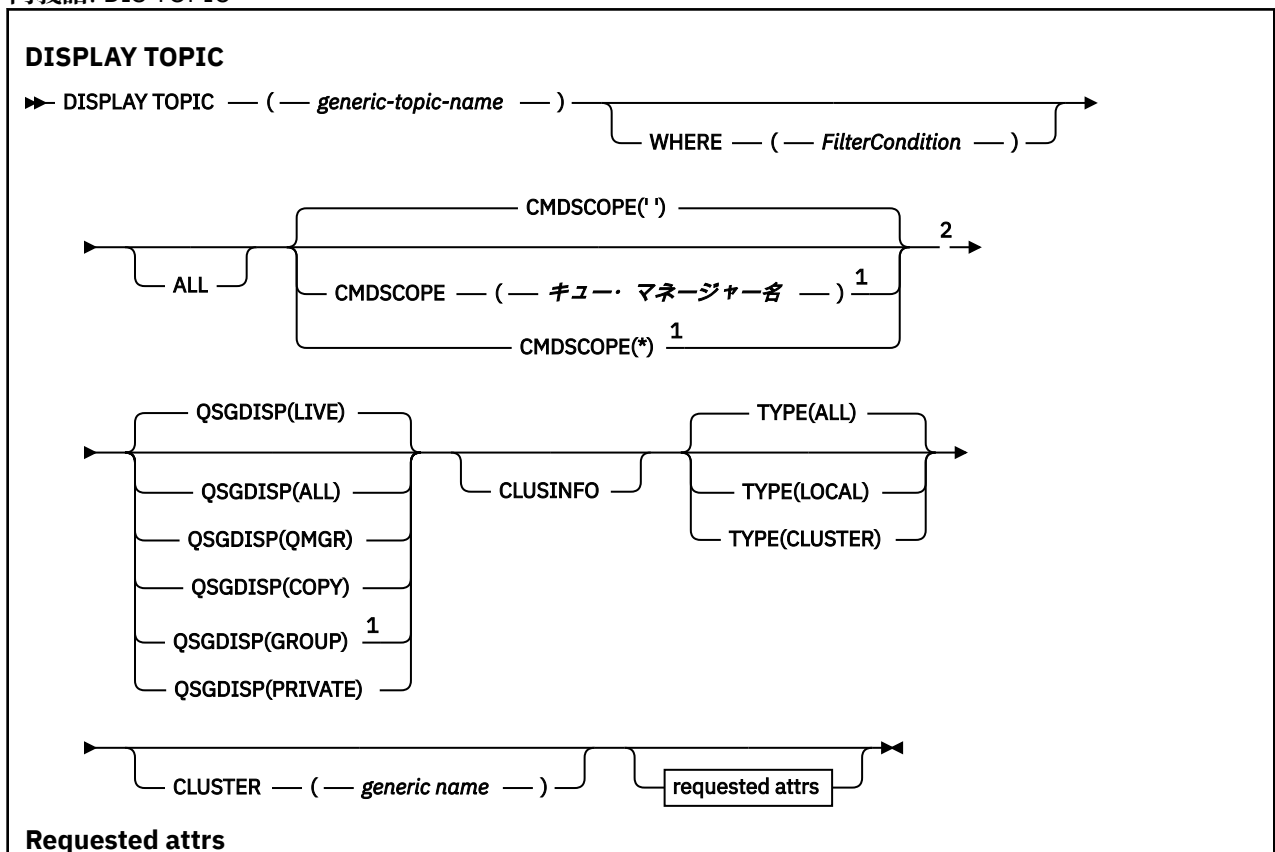 DISPLAY TOPIC
DISPLAY TOPIC ( generic-topic-name )
WHERE ( FilterCondition )
CMDSCOPE(' ')
2
ALL
CMDSCOPE ( キュー・マネージャー名 ) 1
CMDSCOPE(*) 1
QSGDISP(LIVE)
QSGDISP(ALL)
QSGDISP(QMGR)
QSGDISP(COPY)
QSGDISP(GROUP) 1
QSGDISP(PRIVATE)
CLUSINFO
TYPE(ALL)
TYPE(LOCAL)
TYPE(CLUSTER)
CLUSTER ( generic name )
requested attrs
Requested attrs